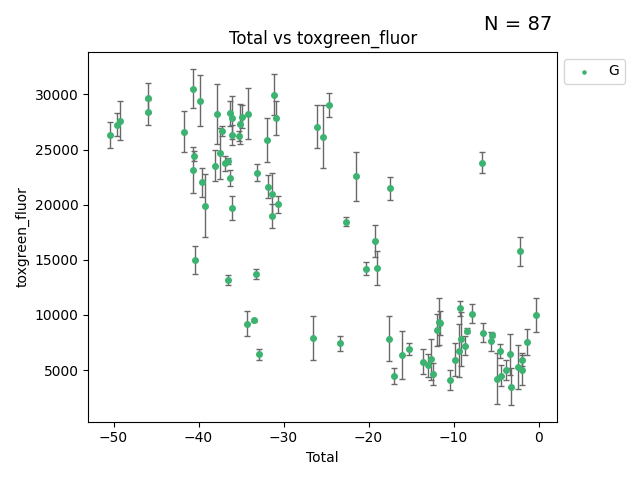 N = 87
Total vs toxgreen_fluor
G
30000
25000
20000
15000
10000
5000
toxgreen_fluor
−50 −40 −30 −20 −10 0
Total